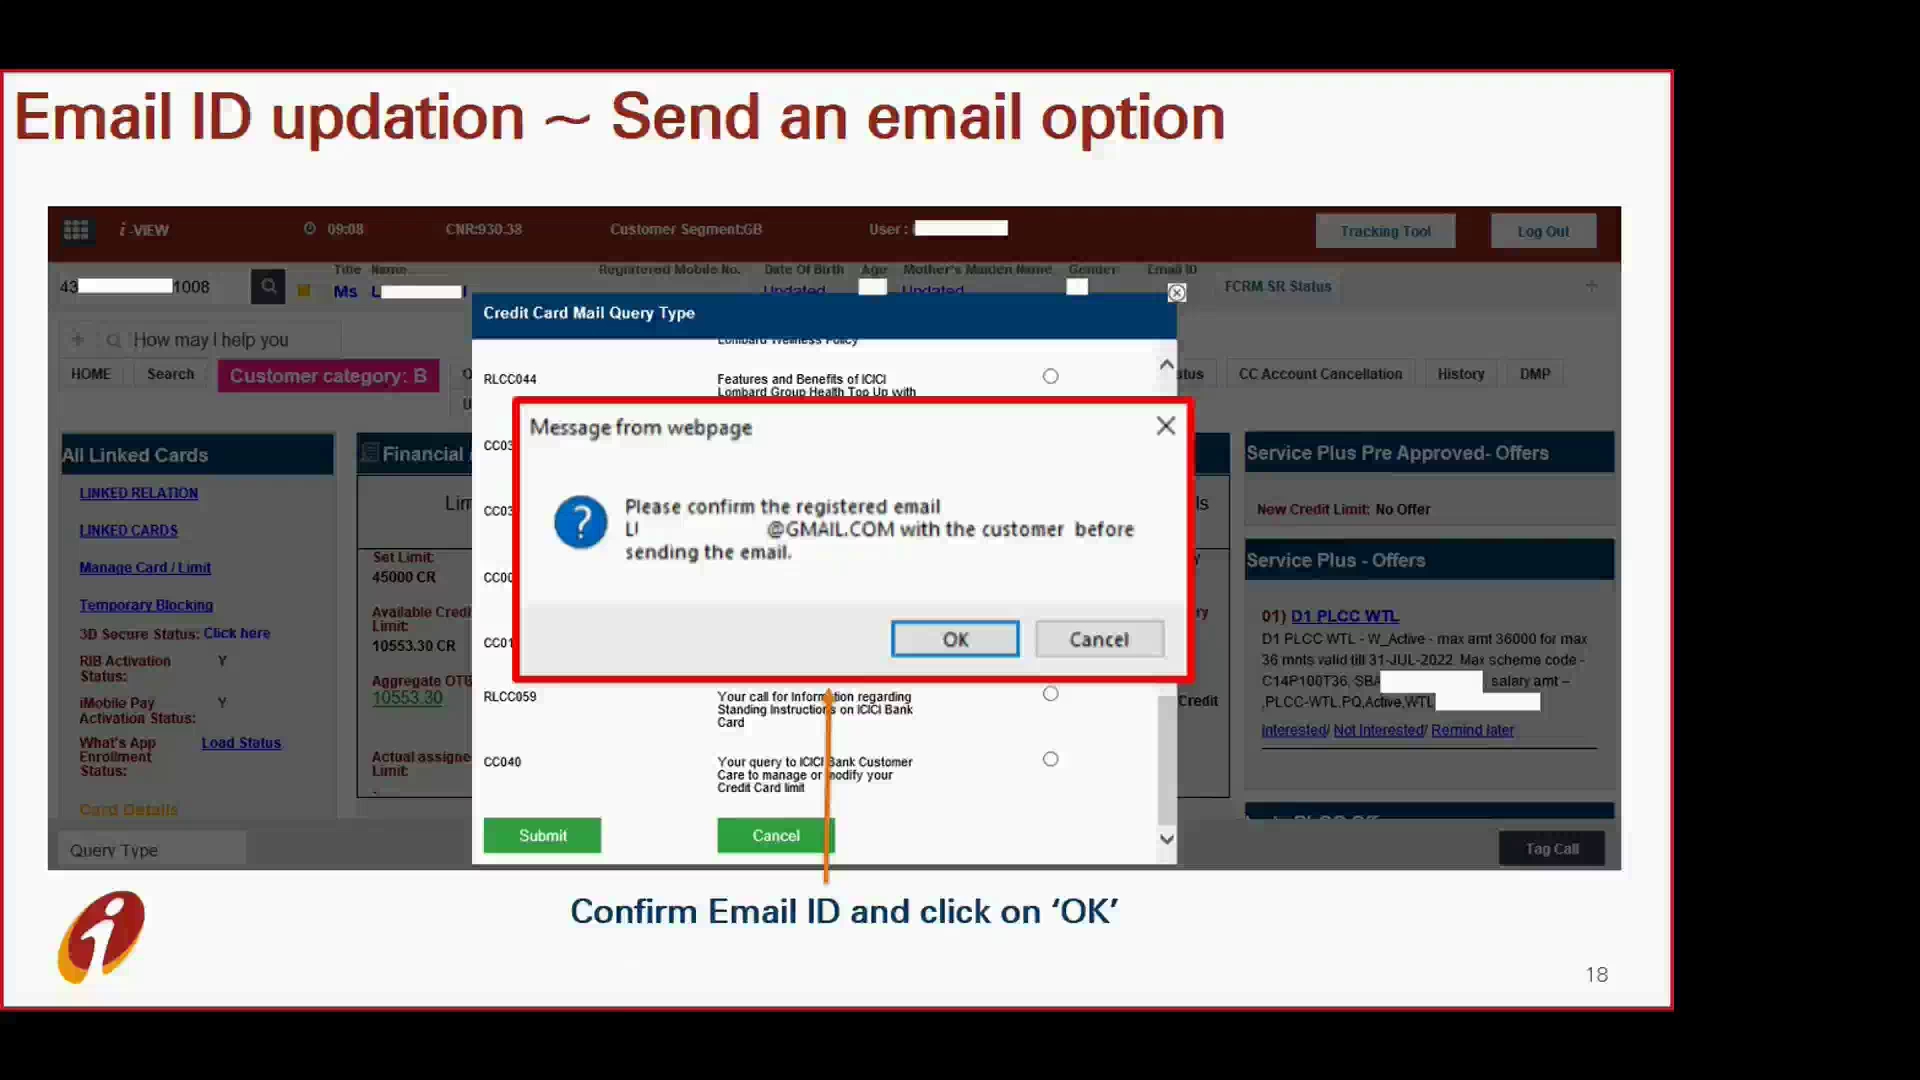 Email ID updation ~ Send an email option
i-VIEW 09:08 CNR:930.38 Customer Segment:GB User : Tracking Tool Log Out
Title Name Registered Mobile No. Date Of Birth Age Mother's Maiden Name Gender Email ID
43 1008 Ms L Updated Updated FCRM SR Status
How may I help you
HOME Search Customer category: B CC Account Cancellation History DMP
Credit Card Mail Query Type
Lombard Wellness Policy
RLCC044 Features and Benefits of ICICI
Lombard Group Health Top Up with
Message from webpage
Please confirm the registered email
@GMAIL.COM with the customer before
sending the email.
OK Cancel
RLCC059 Your call for Information regarding
Standing Instructions on ICICI Bank
Card
CC040 Your query to ICICI Bank Customer
Care to manage or modify your
Credit Card limit
Submit Cancel
All Linked Cards
LINKED RELATION
LINKED CARDS
Manage Card / Limit
Temporary Blocking
3D Secure Status: Click here
RIB Activation Y
Status:
iMobile Pay Y
Activation Status:
What's App Load Status
Enrollment
Status:
Card Details
Query Type
Financial
Set Limit:
45000 CR
Available Credi
Limit:
10553.30 CR
Aggregate OTB
10553.30
Actual assigne
Limit:
Credit
Service Plus Pre Approved- Offers
New Credit Limit: No Offer
Service Plus - Offers
01) D1 PLCC WTL
D1 PLCC WTL - W_Active - max amt 36000 for max
36 mnts valid till 31-JUL-2022. Max scheme code -
C14P100T36, SBA salary amt –
,PLCC-WTL,PQ,Active,WTL
Interested/ Not Interested/ Remind later
Tag Call
Confirm Email ID and click on ‘OK’
18